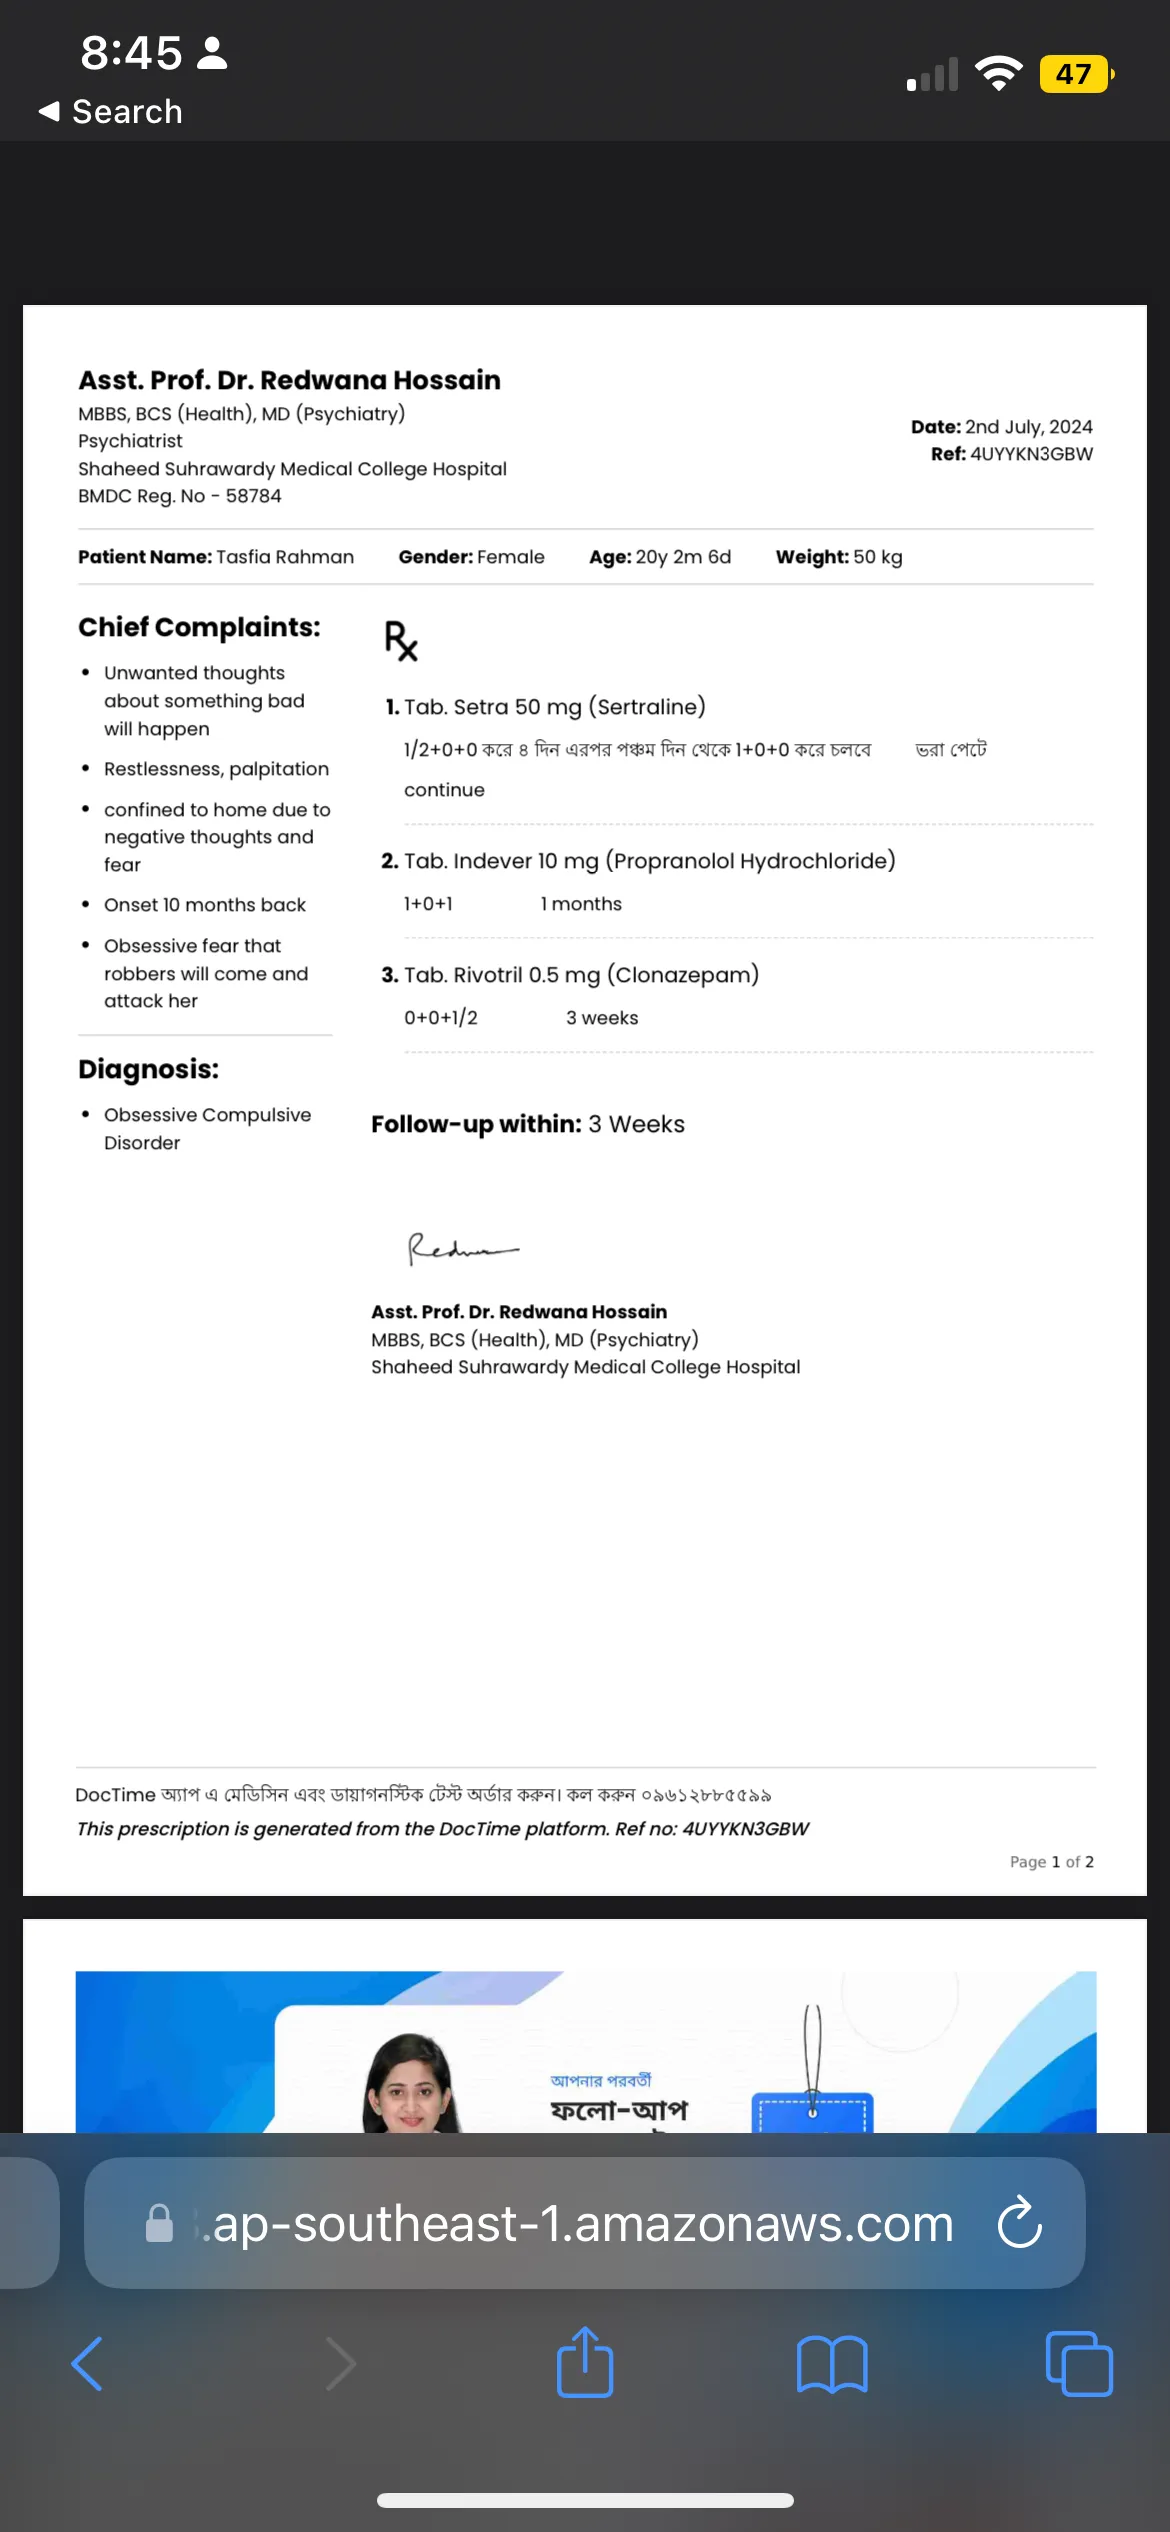 8:45
47
Search
Asst. Prof. Dr. Redwana Hossain
MBBS, BCS (Health), MD (Psychiatry)
Psychiatrist
Shaheed Suhrawardy Medical College Hospital
BMDC Reg. No - 58784
Date: 2nd July, 2024
Ref: 4UYYKN3GBW
Patient Name: Tasfia Rahman Gender: Female Age: 20y 2m 6d Weight: 50 kg
Chief Complaints:
• Unwanted thoughts
about something bad
will happen
• Restlessness, palpitation
• confined to home due to
negative thoughts and
fear
• Onset 10 months back
• Obsessive fear that
robbers will come and
attack her
Diagnosis:
• Obsessive Compulsive
Disorder
Rx
1. Tab. Setra 50 mg (Sertraline)
1/2+0+0 করে ৪ দিন এরপর পঞ্চম দিন থেকে 1+0+0 করে চলবে ভরা পেটে
continue
2. Tab. Indever 10 mg (Propranolol Hydrochloride)
1+0+1 1 months
3. Tab. Rivotril 0.5 mg (Clonazepam)
0+0+1/2 3 weeks
Follow-up within: 3 Weeks
Redwana
Asst. Prof. Dr. Redwana Hossain
MBBS, BCS (Health), MD (Psychiatry)
Shaheed Suhrawardy Medical College Hospital
DocTime অ্যাপ এ মেডিসিন এবং ডায়াগনস্টিক টেস্ট অর্ডার করুন। কল করুন ০৯৬১২৮৮৫৫৯৯
This prescription is generated from the DocTime platform. Ref no: 4UYYKN3GBW
Page 1 of 2
আপনার পরবর্তী
ফলো-আপ
.ap-southeast-1.amazonaws.com